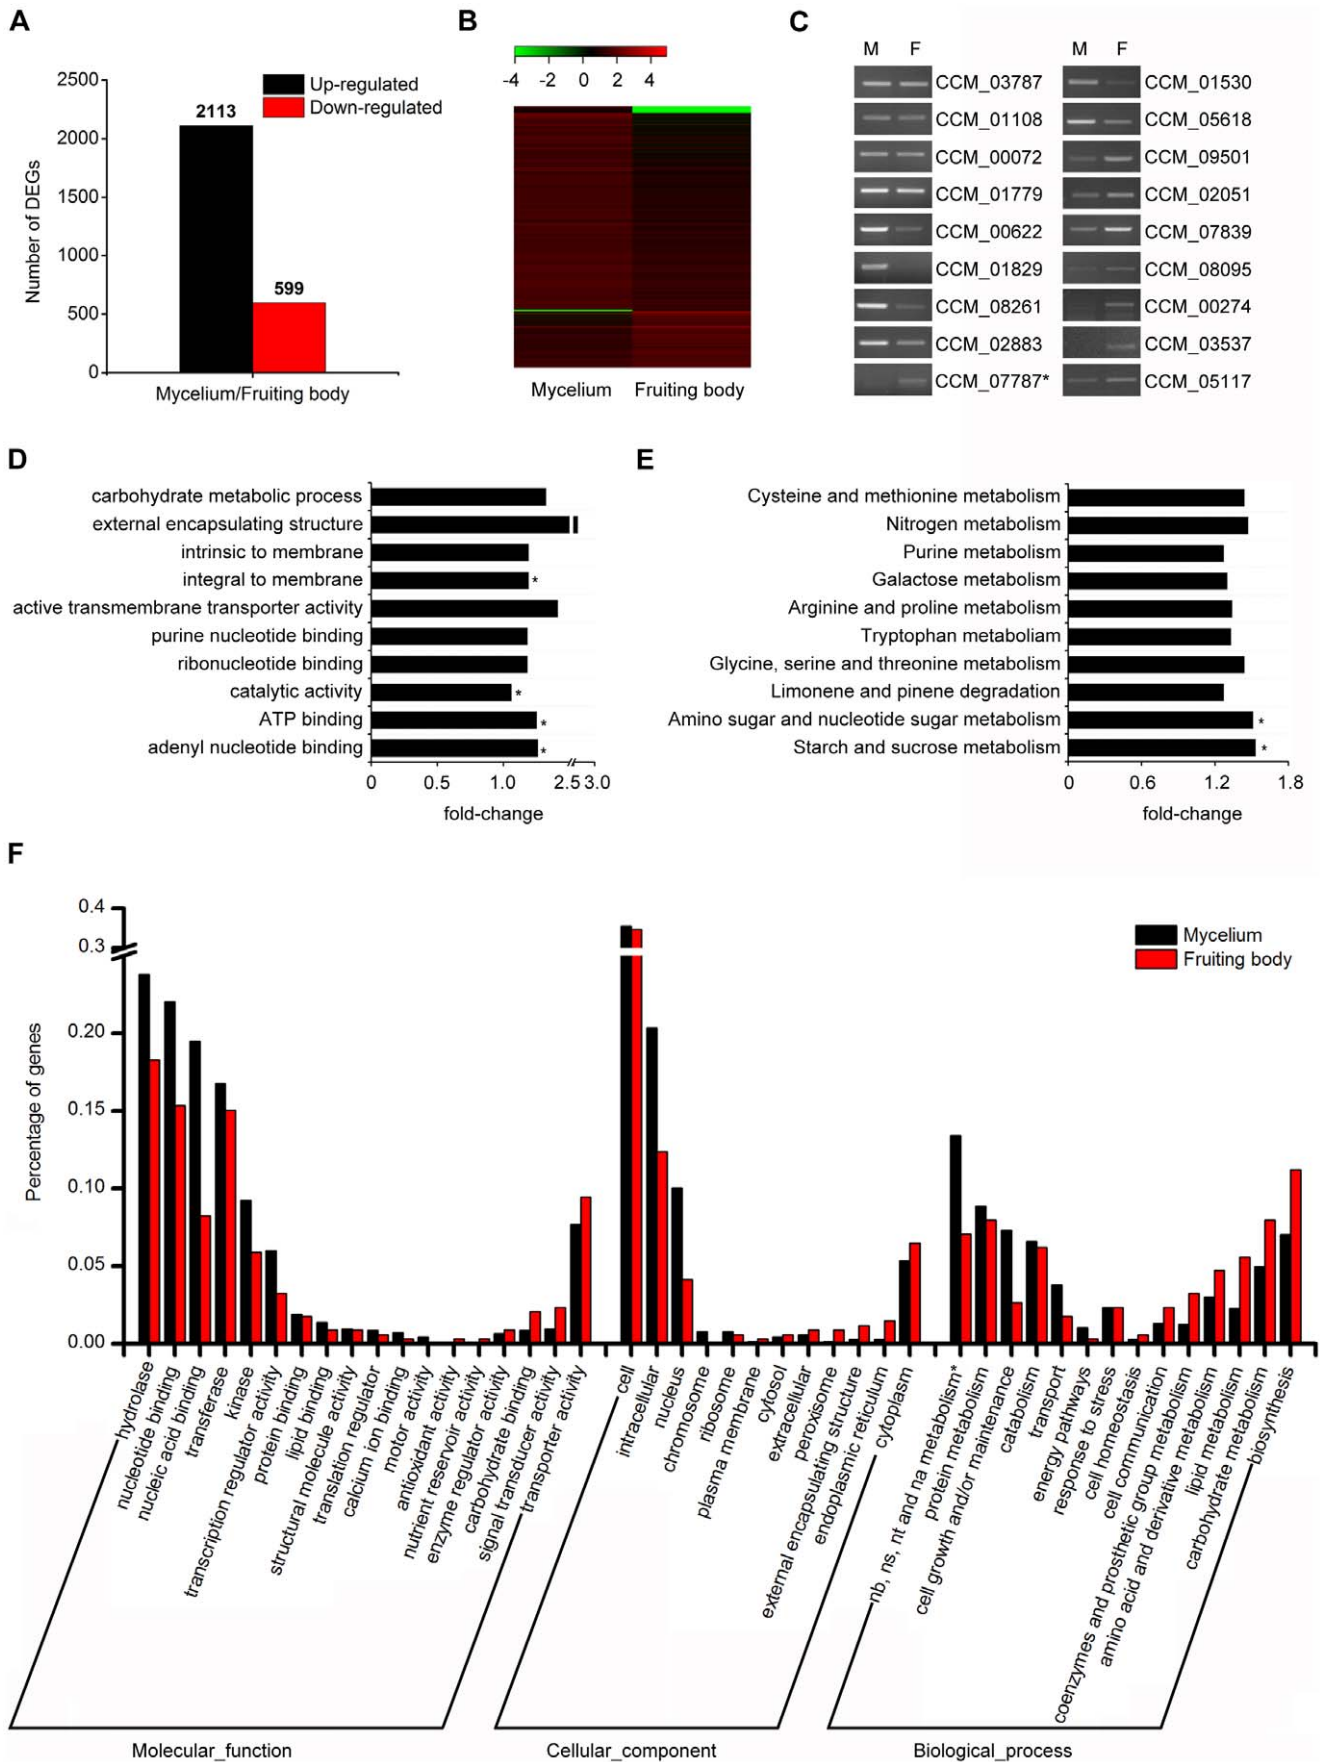 A
2500
2000
1500
1000
500
0
Number of DEGs
2113
599
Up-regulated
Down-regulated
Mycelium/Fruiting body
B
-4 -2 0 2 4
Mycelium Fruiting body
C
M F
CCM_03787
CCM_01108
CCM_00072
CCM_01779
CCM_00622
CCM_01829
CCM_08261
CCM_02883
CCM_07787*
M F
CCM_01530
CCM_05618
CCM_09501
CCM_02051
CCM_07839
CCM_08095
CCM_00274
CCM_03537
CCM_05117
D
carbohydrate metabolic process
external encapsulating structure
intrinsic to membrane
integral to membrane *
active transmembrane transporter activity
purine nucleotide binding
ribonucleotide binding
catalytic activity *
ATP binding *
adenyl nucleotide binding *
0 0.5 1.0 2.5 3.0
fold-change
E
Cysteine and methionine metabolism
Nitrogen metabolism
Purine metabolism
Galactose metabolism
Arginine and proline metabolism
Tryptophan metaboliam
Glycine, serine and threonine metabolism
Limonene and pinene degradation
Amino sugar and nucleotide sugar metabolism *
Starch and sucrose metabolism *
0 0.6 1.2 1.8
fold-change
F
0.4
0.3
0.20
0.15
0.10
0.05
0.00
Percentage of genes
Mycelium
Fruiting body
hydrolase
nucleotide binding
nucleic acid binding
transferase
kinase
transcription regulator activity
protein binding
lipid binding
structural molecule activity
translation regulator
calcium ion binding
motor activity
antioxidant activity
nutrient reservoir activity
enzyme regulator activity
carbohydrate binding
signal transducer activity
transporter activity
cell
intracellular
nucleus
chromosome
ribosome
plasma membrane
cytosol
extracellular
peroxisome
external encapsulating structure
endoplasmic reticulum
cytoplasm
nb, ns, nt and na metabolism*
protein metabolism
cell growth and/or maintenance
catabolism
transport
energy pathways
response to stress
cell homeostasis
cell communication
coenzymes and prosthetic group metabolism
amino acid and derivative metabolism
lipid metabolism
carbohydrate metabolism
biosynthesis
Molecular_function
Cellular_component
Biological_process